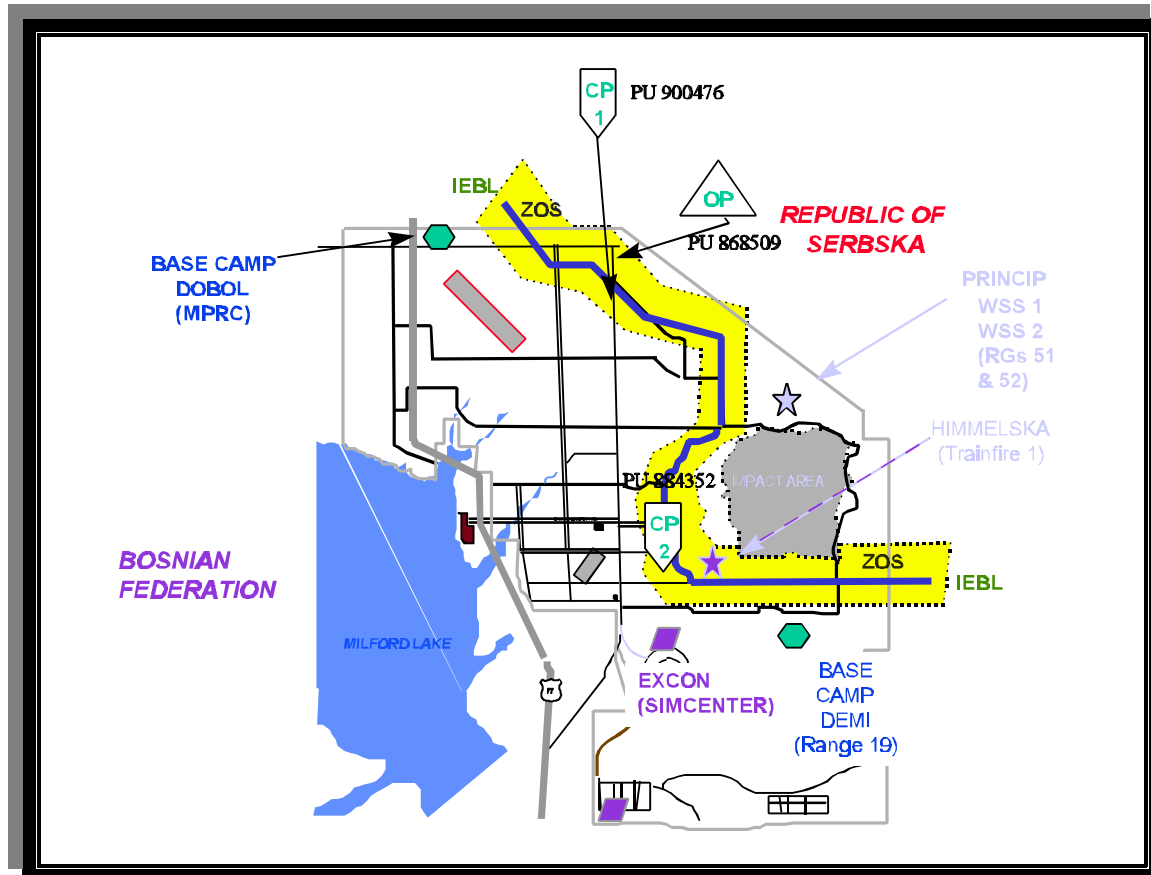 CP
1
PU 900476
IEBL
ZOS
OP
REPUBLIC OF
SERBSKA
PU 868509
BASE CAMP
DOBOL
(MPRC)
PRINCIP
WSS 1
WSS 2
(RGs 51
& 52)
HIMMELSKA
(Trainfire 1)
PU 884352
IMPACT AREA
CP
2
BOSNIAN
FEDERATION
ZOS
IEBL
MILFORD LAKE
77
EXCON
(SIMCENTER)
BASE
CAMP
DEMI
(Range 19)